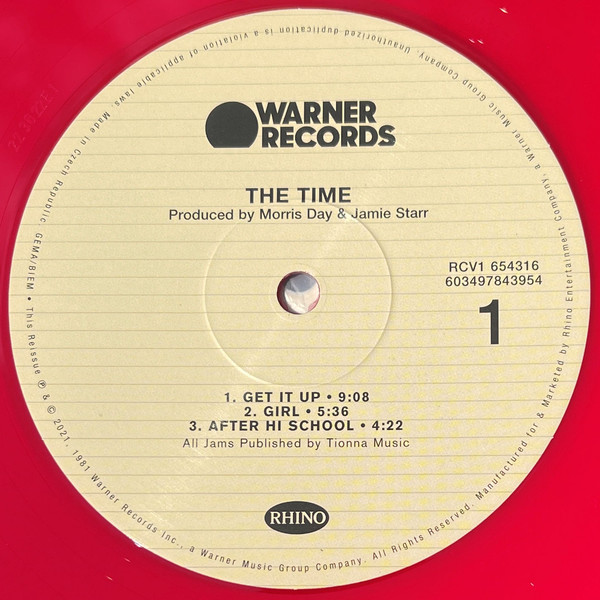 WARNER
RECORDS
THE TIME
Produced by Morris Day & Jamie Starr
RCV1 654316
603497843954
1
1. GET IT UP • 9:08
2. GIRL • 5:36
3. AFTER HI SCHOOL • 4:22
All Jams Published by Tionna Music
RHINO
This Reissue ℗ & © 2021, 1981 Warner Records Inc., a Warner Music Group Company. All Rights Reserved. Manufactured for & Marketed by Rhino Entertainment Company, a Warner Music Group Company. Unauthorized duplication is a violation of applicable laws. Made in Czech Republic. GEMA/BIEM •